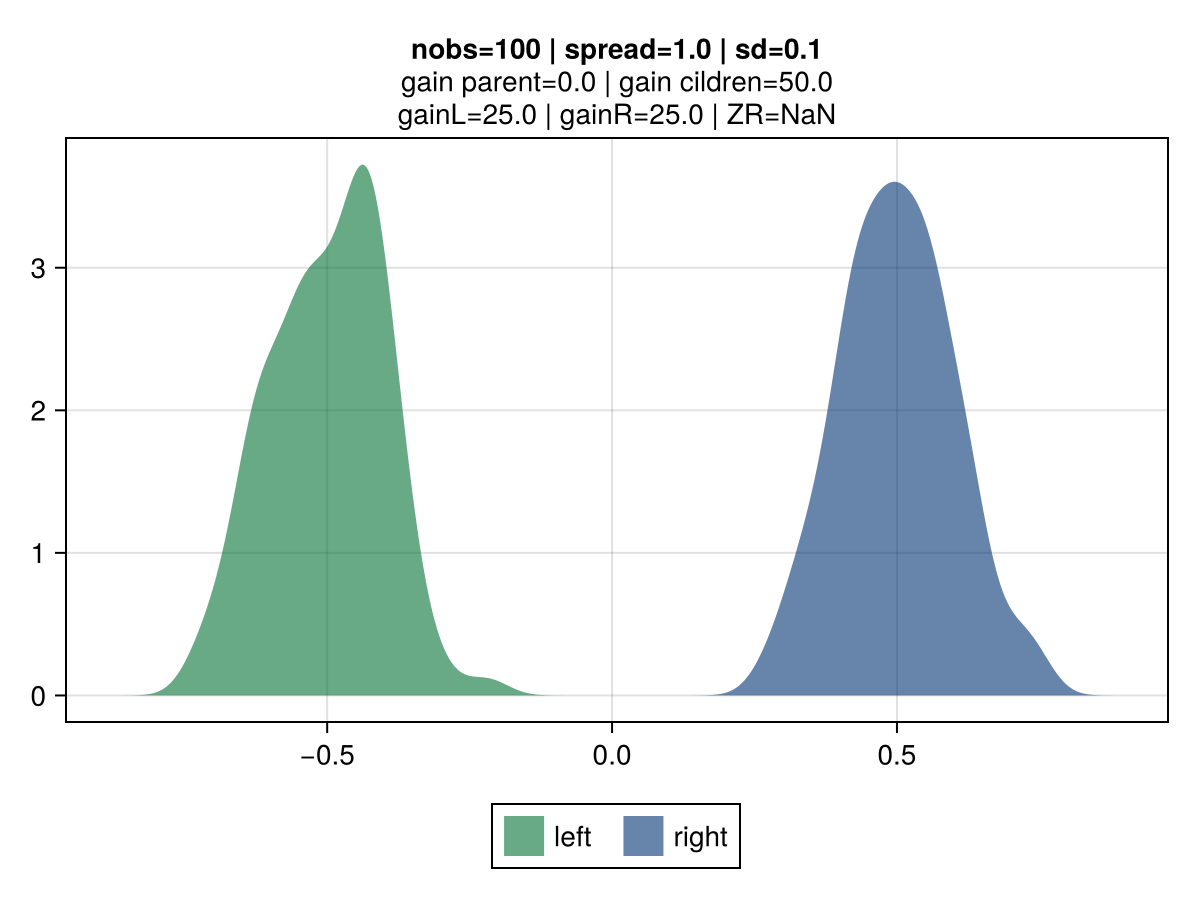 nobs=100 | spread=1.0 | sd=0.1
gain parent=0.0 | gain cildren=50.0
gainL=25.0 | gainR=25.0 | ZR=NaN
3
2
1
0
−0.5
0.0
0.5
left
right